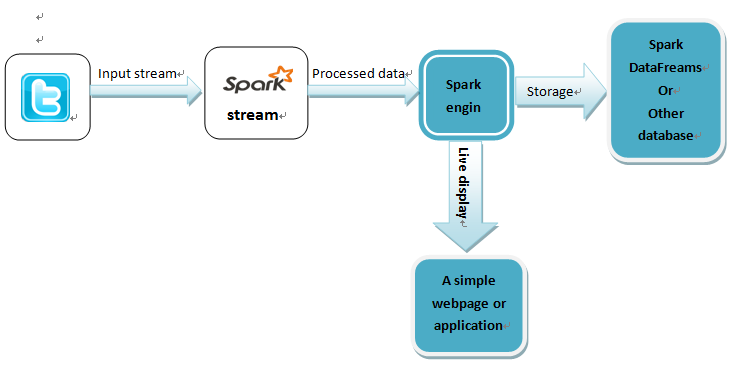 Input stream
Spark
stream
Processed data
Spark
engin
Storage
Spark
DataFreams
Or
Other
database
Live display
A simple
webpage or
application